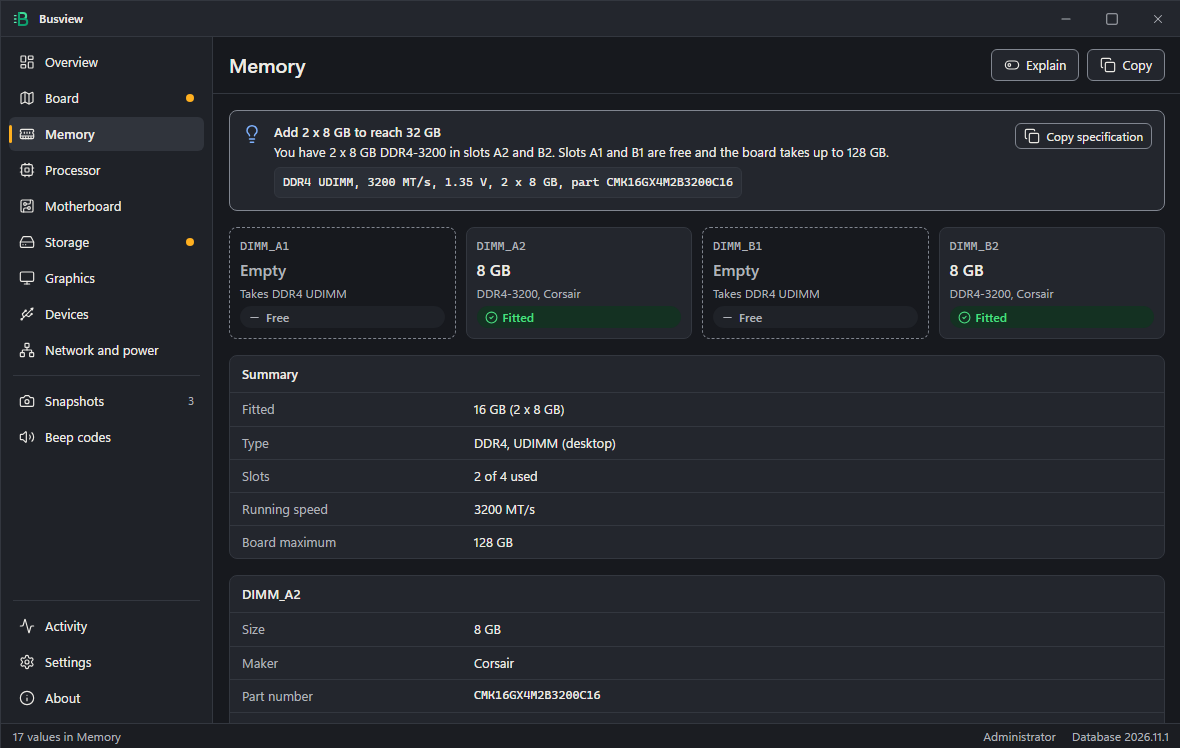 Busview
Overview
Board
Memory
Processor
Motherboard
Storage
Graphics
Devices
Network and power
Snapshots 3
Beep codes
Activity
Settings
About
Memory
Explain
Copy
Add 2 x 8 GB to reach 32 GB
You have 2 x 8 GB DDR4-3200 in slots A2 and B2. Slots A1 and B1 are free and the board takes up to 128 GB.
DDR4 UDIMM, 3200 MT/s, 1.35 V, 2 x 8 GB, part CMK16GX4M2B3200C16
Copy specification
DIMM_A1
Empty
Takes DDR4 UDIMM
Free
DIMM_A2
8 GB
DDR4-3200, Corsair
Fitted
DIMM_B1
Empty
Takes DDR4 UDIMM
Free
DIMM_B2
8 GB
DDR4-3200, Corsair
Fitted
Summary
Fitted 16 GB (2 x 8 GB)
Type DDR4, UDIMM (desktop)
Slots 2 of 4 used
Running speed 3200 MT/s
Board maximum 128 GB
DIMM_A2
Size 8 GB
Maker Corsair
Part number CMK16GX4M2B3200C16
17 values in Memory
Administrator
Database 2026.11.1